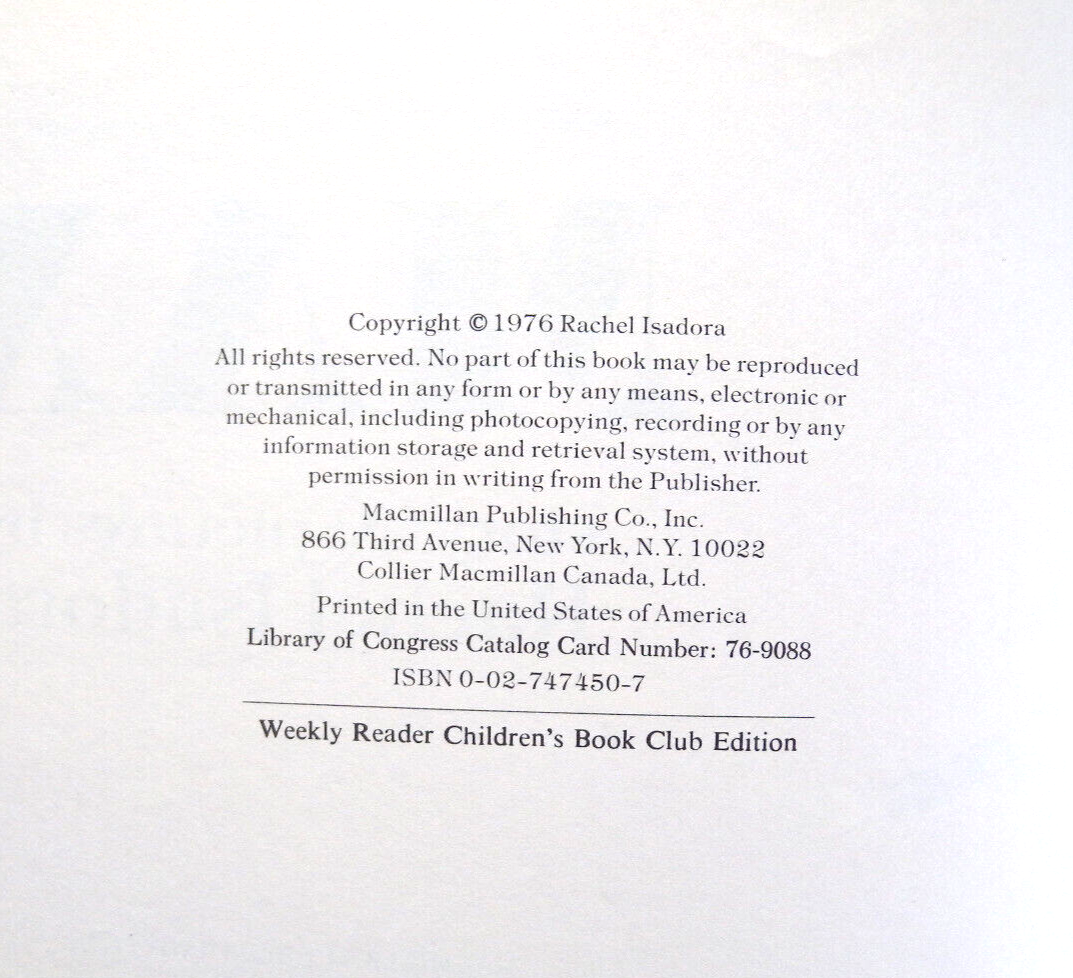 Copyright © 1976 Rachel Isadora
All rights reserved. No part of this book may be reproduced
or transmitted in any form or by any means, electronic or
mechanical, including photocopying, recording or by any
information storage and retrieval system, without
permission in writing from the Publisher.
Macmillan Publishing Co., Inc.
866 Third Avenue, New York, N.Y. 10022
Collier Macmillan Canada, Ltd.
Printed in the United States of America
Library of Congress Catalog Card Number: 76-9088
ISBN 0-02-747450-7
Weekly Reader Children's Book Club Edition